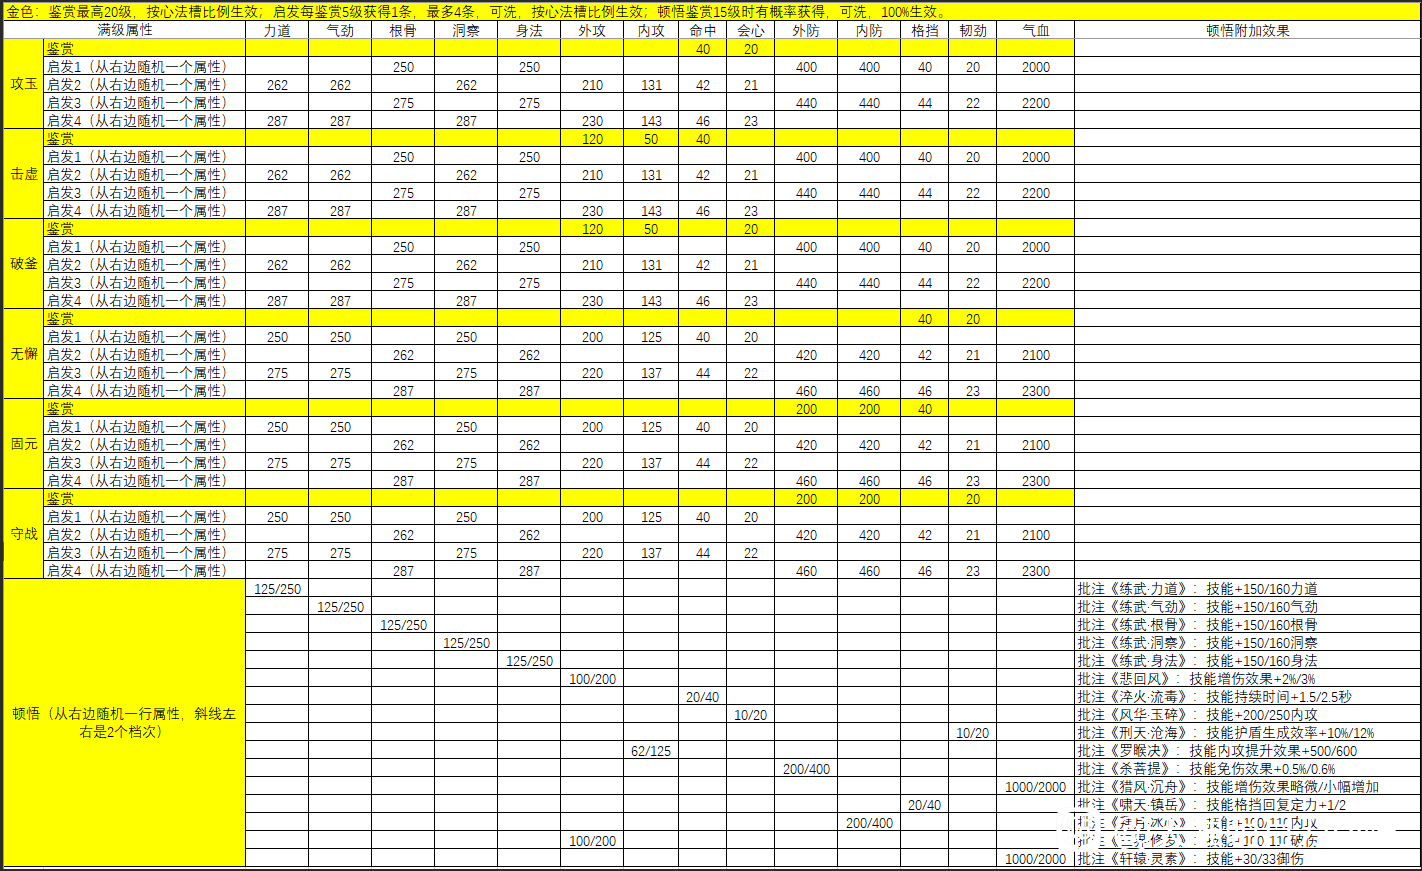 金色：鉴赏最高20级，按心法槽比例生效；启发每鉴赏5级获得1条，最多4条，可洗，按心法槽比例生效；顿悟鉴赏15级时有概率获得，可洗，100%生效。
满级属性 力道 气劲 根骨 洞察 身法 外攻 内攻 命中 会心 外防 内防 格挡 韧劲 气血 顿悟附加效果
攻玉 鉴赏 40 20
启发1（从右边随机一个属性） 250 250 400 400 40 20 2000
启发2（从右边随机一个属性） 262 262 262 210 131 42 21
启发3（从右边随机一个属性） 275 275 440 440 44 22 2200
启发4（从右边随机一个属性） 287 287 287 230 143 46 23
击虚 鉴赏 120 50 40
启发1（从右边随机一个属性） 250 250 400 400 40 20 2000
启发2（从右边随机一个属性） 262 262 262 210 131 42 21
启发3（从右边随机一个属性） 275 275 440 440 44 22 2200
启发4（从右边随机一个属性） 287 287 287 230 143 46 23
破釜 鉴赏 120 50 20
启发1（从右边随机一个属性） 250 250 400 400 40 20 2000
启发2（从右边随机一个属性） 262 262 262 210 131 42 21
启发3（从右边随机一个属性） 275 275 440 440 44 22 2200
启发4（从右边随机一个属性） 287 287 287 230 143 46 23
无懈 鉴赏 40 20
启发1（从右边随机一个属性） 250 250 250 200 125 40 20
启发2（从右边随机一个属性） 262 262 420 420 42 21 2100
启发3（从右边随机一个属性） 275 275 275 220 137 44 22
启发4（从右边随机一个属性） 287 287 460 460 46 23 2300
固元 鉴赏 200 200 40
启发1（从右边随机一个属性） 250 250 250 200 125 40 20
启发2（从右边随机一个属性） 262 262 420 420 42 21 2100
启发3（从右边随机一个属性） 275 275 275 220 137 44 22
启发4（从右边随机一个属性） 287 287 460 460 46 23 2300
守战 鉴赏 200 200 20
启发1（从右边随机一个属性） 250 250 250 200 125 40 20
启发2（从右边随机一个属性） 262 262 420 420 42 21 2100
启发3（从右边随机一个属性） 275 275 275 220 137 44 22
启发4（从右边随机一个属性） 287 287 460 460 46 23 2300
顿悟（从右边随机一行属性，斜线左
右是2个档次）
125/250 批注《练武·力道》：技能+150/160力道
125/250 批注《练武·气劲》：技能+150/160气劲
125/250 批注《练武·根骨》：技能+150/160根骨
125/250 批注《练武·洞察》：技能+150/160洞察
125/250 批注《练武·身法》：技能+150/160身法
100/200 批注《悲回风》：技能增伤效果+2%/3%
20/40 批注《淬火·流毒》：技能持续时间+1.5/2.5秒
10/20 批注《风华·玉碎》：技能+200/250内攻
10/20 批注《刑天·沧海》：技能护盾生成效率+10%/12%
62/125 批注《罗睺决》：技能内攻提升效果+500/600
200/400 批注《杀菩提》：技能免伤效果+0.5%/0.6%
1000/2000 批注《猎风·沉舟》：技能增伤效果略微/小幅增加
20/40 批注《啸天·镇岳》：技能格挡回复定力+1/2
200/400 批注 冰心》：技能+100/110内攻
100/200 批注 修罗》：技能+100/110破伤
1000/2000 批注《轩辕·灵素》：技能+30/33御伤